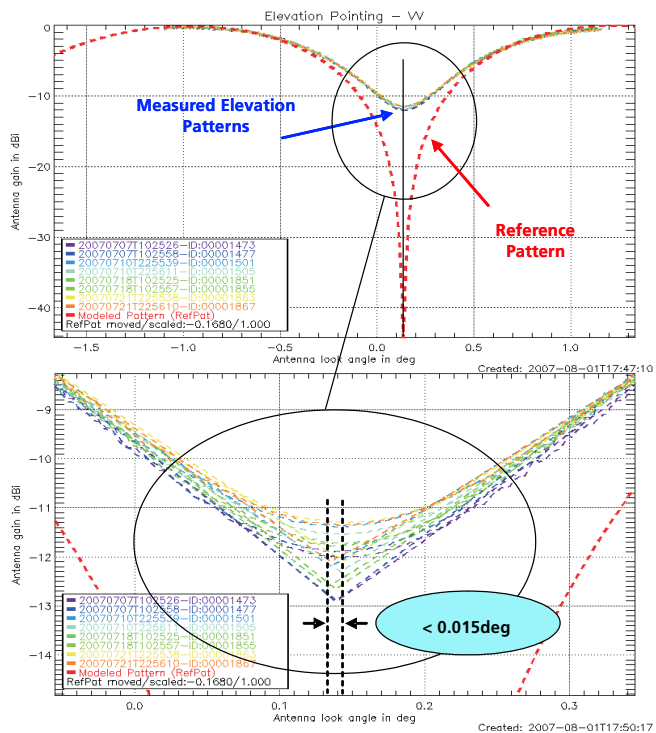 Elevation Pointing - VV
Antenna gain in dBi
0
-10
-20
-30
-40
Measured Elevation
Patterns
Reference
Pattern
20070707T102526-ID:00001473
20070707T102558-ID:00001477
20070710T225539-ID:00001501
20070710T225611-ID:00001505
20070718T102525-ID:00001851
20070718T102557-ID:00001855
20070721T225538-ID:00001863
20070721T225610-ID:00001867
Modeled Pattern (RefPat)
RefPat moved/scaled:-0.1680/1.000
-1.5 -1.0 -0.5 0.0 0.5 1.0
Antenna look angle in deg
Created: 2007-08-01T17:47:10
Antenna gain in dBi
-9
-10
-11
-12
-13
-14
< 0.015deg
20070707T102526-ID:00001473
20070707T102558-ID:00001477
20070710T225539-ID:00001501
20070710T225611-ID:00001505
20070718T102525-ID:00001851
20070718T102557-ID:00001855
20070721T225538-ID:00001863
20070721T225610-ID:00001867
Modeled Pattern (RefPat)
RefPat moved/scaled:-0.1680/1.000
0.0 0.1 0.2 0.3
Antenna look angle in deg
Created: 2007-08-01T17:50:17